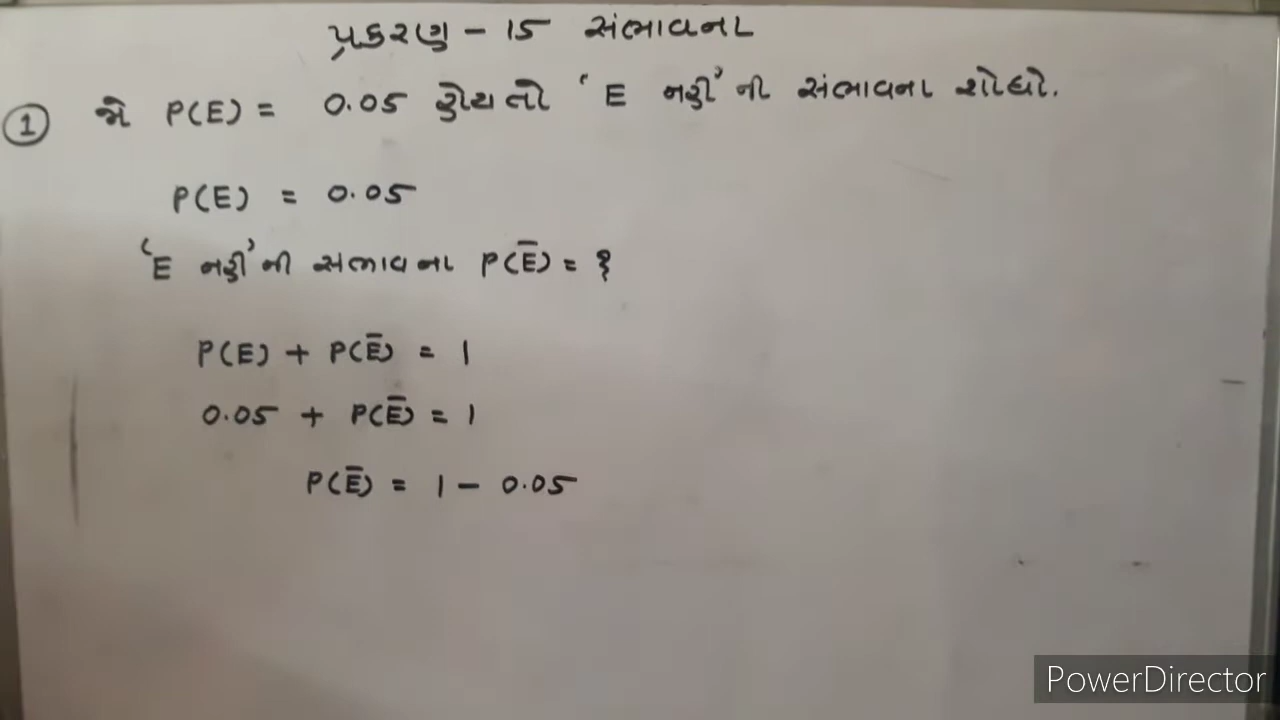 પ્રકરણ - 15 સંભાવના
① જો P(E) = 0.05 હોય તો 'E નહીં' ની સંભાવના શોધો.
P(E) = 0.05
'E નહીં' ની સંભાવના P(Ē) = ?
P(E) + P(Ē) = 1
0.05 + P(Ē) = 1
P(Ē) = 1 - 0.05
PowerDirector